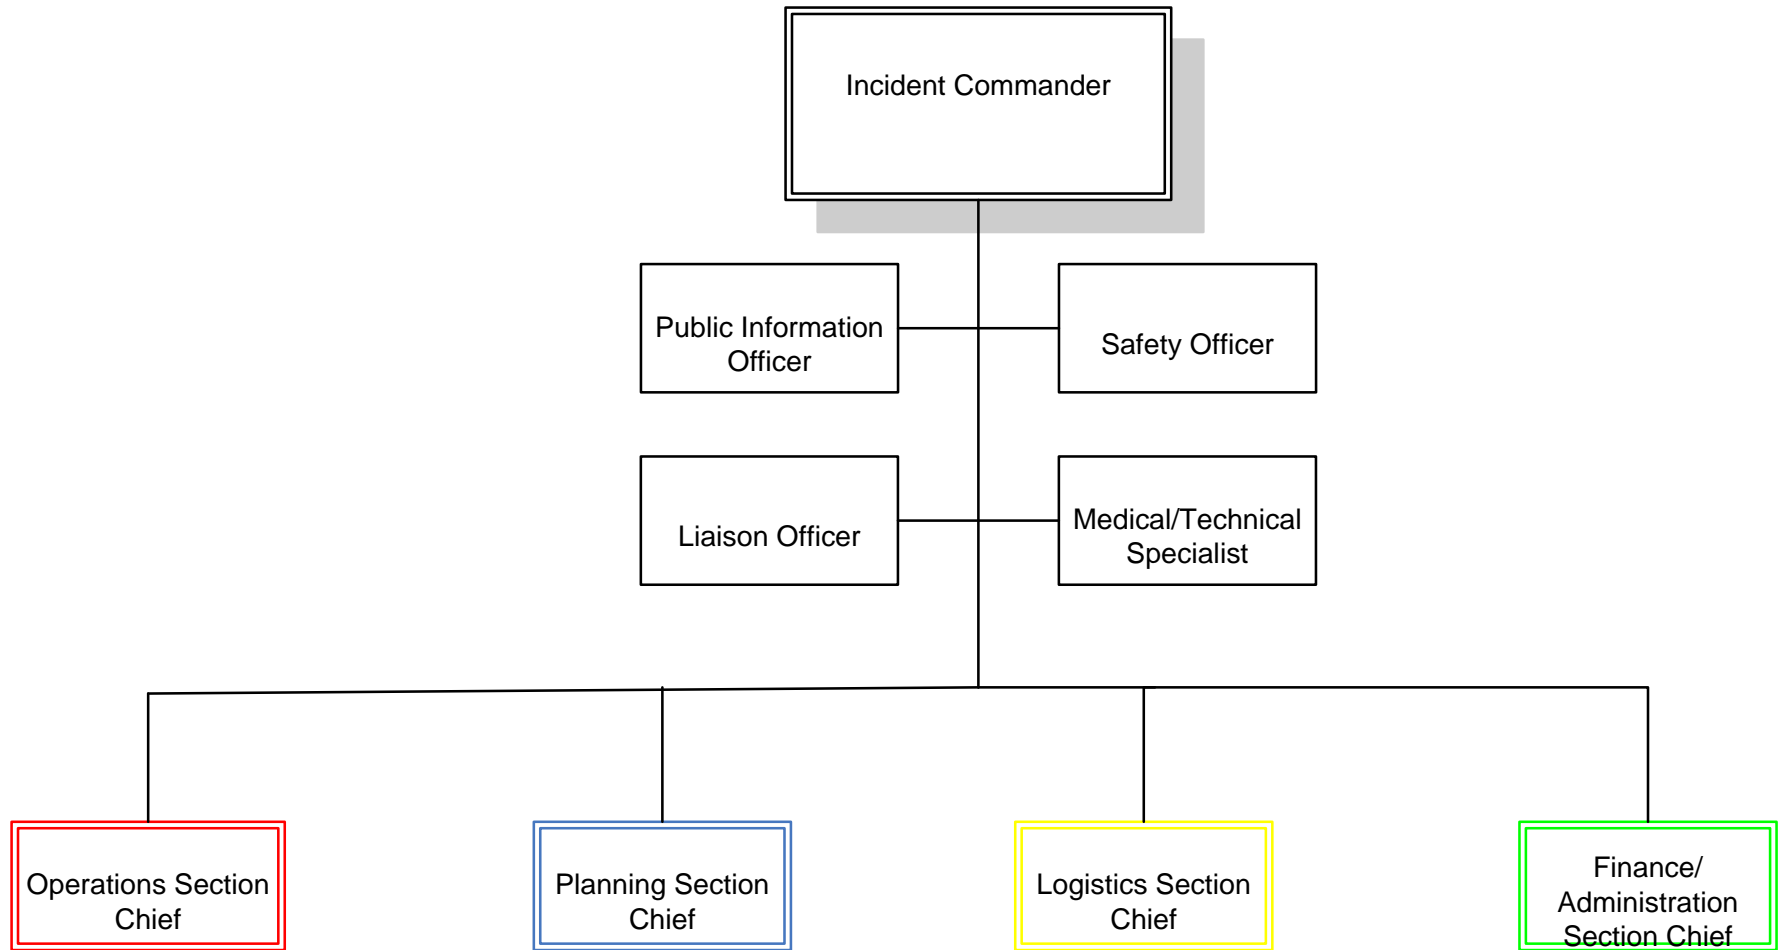 Incident Commander
Public Information
Officer
Safety Officer
Liaison Officer
Medical/Technical
Specialist
Operations Section
Chief
Planning Section
Chief
Logistics Section
Chief
Finance/
Administration
Section Chief